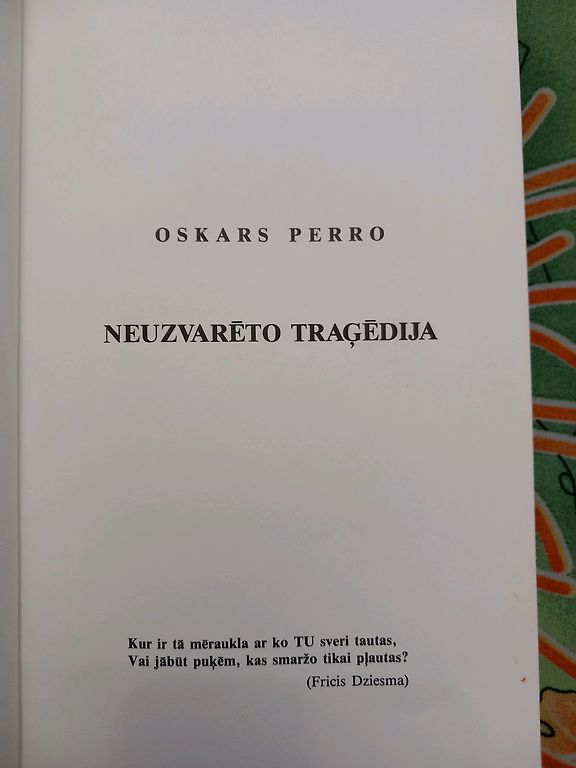 OSKARS PERRO
NEUZVARĒTO TRAĢĒDIJA
Kur ir tā mēraukla ar ko TU sveri tautas,
Vai jābūt puķēm, kas smaržo tikai pļautas?
(Fricis Dziesma)